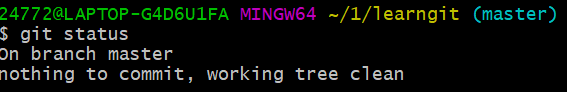 24772@LAPTOP-G4D6U1FA MINGW64 ~/1/learngit (master)
$ git status
On branch master
nothing to commit, working tree clean